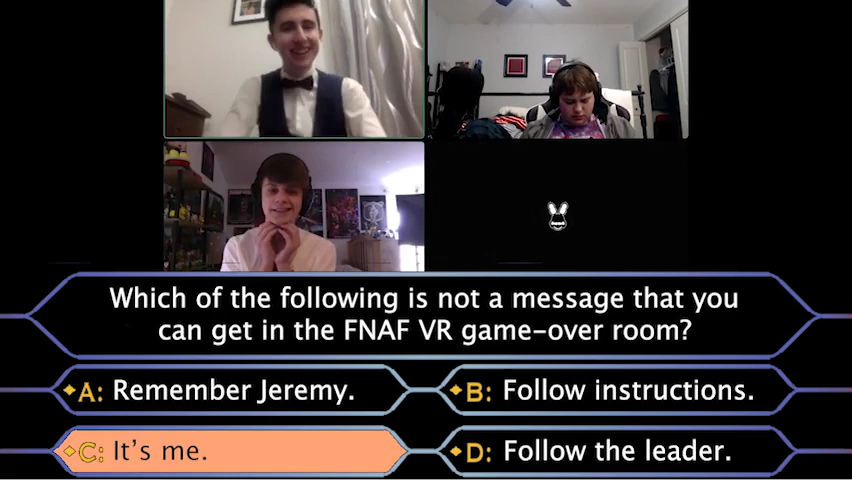 Which of the following is not a message that you
can get in the FNAF VR game-over room?
A: Remember Jeremy.
B: Follow instructions.
C: It's me.
D: Follow the leader.